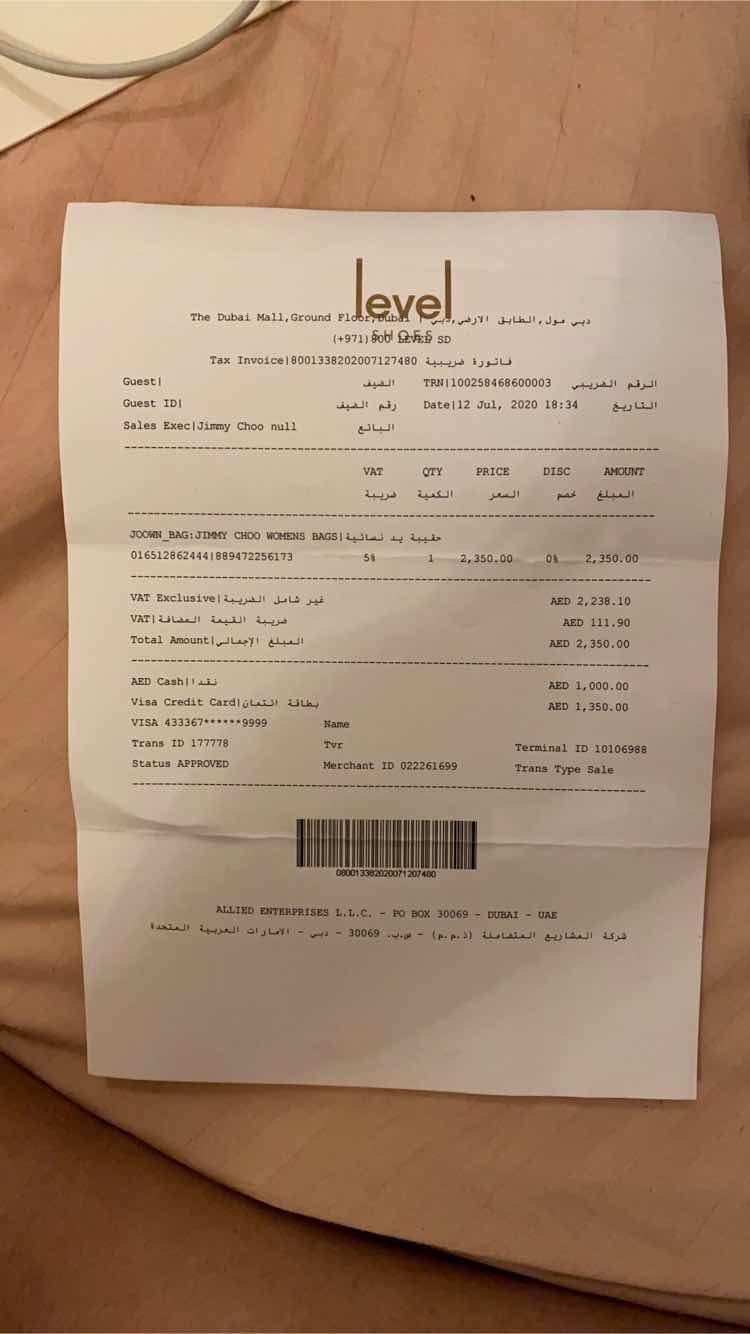 level
SHOES
The Dubai Mall,Ground Floor,Dubai | دبي مول,الطابق الارضي,دبي
(+971)800 LEVEL SD
Tax Invoice|8001338202007127480 فاتورة ضريبية
Guest| الضيف TRN|100258468600003 الرقم الضريبي
Guest ID| رقم الضيف Date|12 Jul, 2020 18:34 التاريخ
Sales Exec|Jimmy Choo null البائع
VAT QTY PRICE DISC AMOUNT
ضريبة الكمية السعر خصم المبلغ
JOOWN_BAG:JIMMY CHOO WOMENS BAGS|حقيبة يد نسائية
016512862444|889472256173 5% 1 2,350.00 0% 2,350.00
VAT Exclusive|غير شامل الضريبة AED 2,238.10
VAT|ضريبة القيمة المضافة AED 111.90
Total Amount|المبلغ الإجمالي AED 2,350.00
AED Cash|نقدا| AED 1,000.00
Visa Credit Card|بطاقة ائتمان AED 1,350.00
VISA 433367******9999 Name
Trans ID 177778 Tvr Terminal ID 10106988
Status APPROVED Merchant ID 022261699 Trans Type Sale
080013382020071207480
ALLIED ENTERPRISES L.L.C. - PO BOX 30069 - DUBAI - UAE
شركة المشاريع المتشاملة (ذ.م.م) - ص.ب. 30069 - دبي - الامارات العربية المتحدة